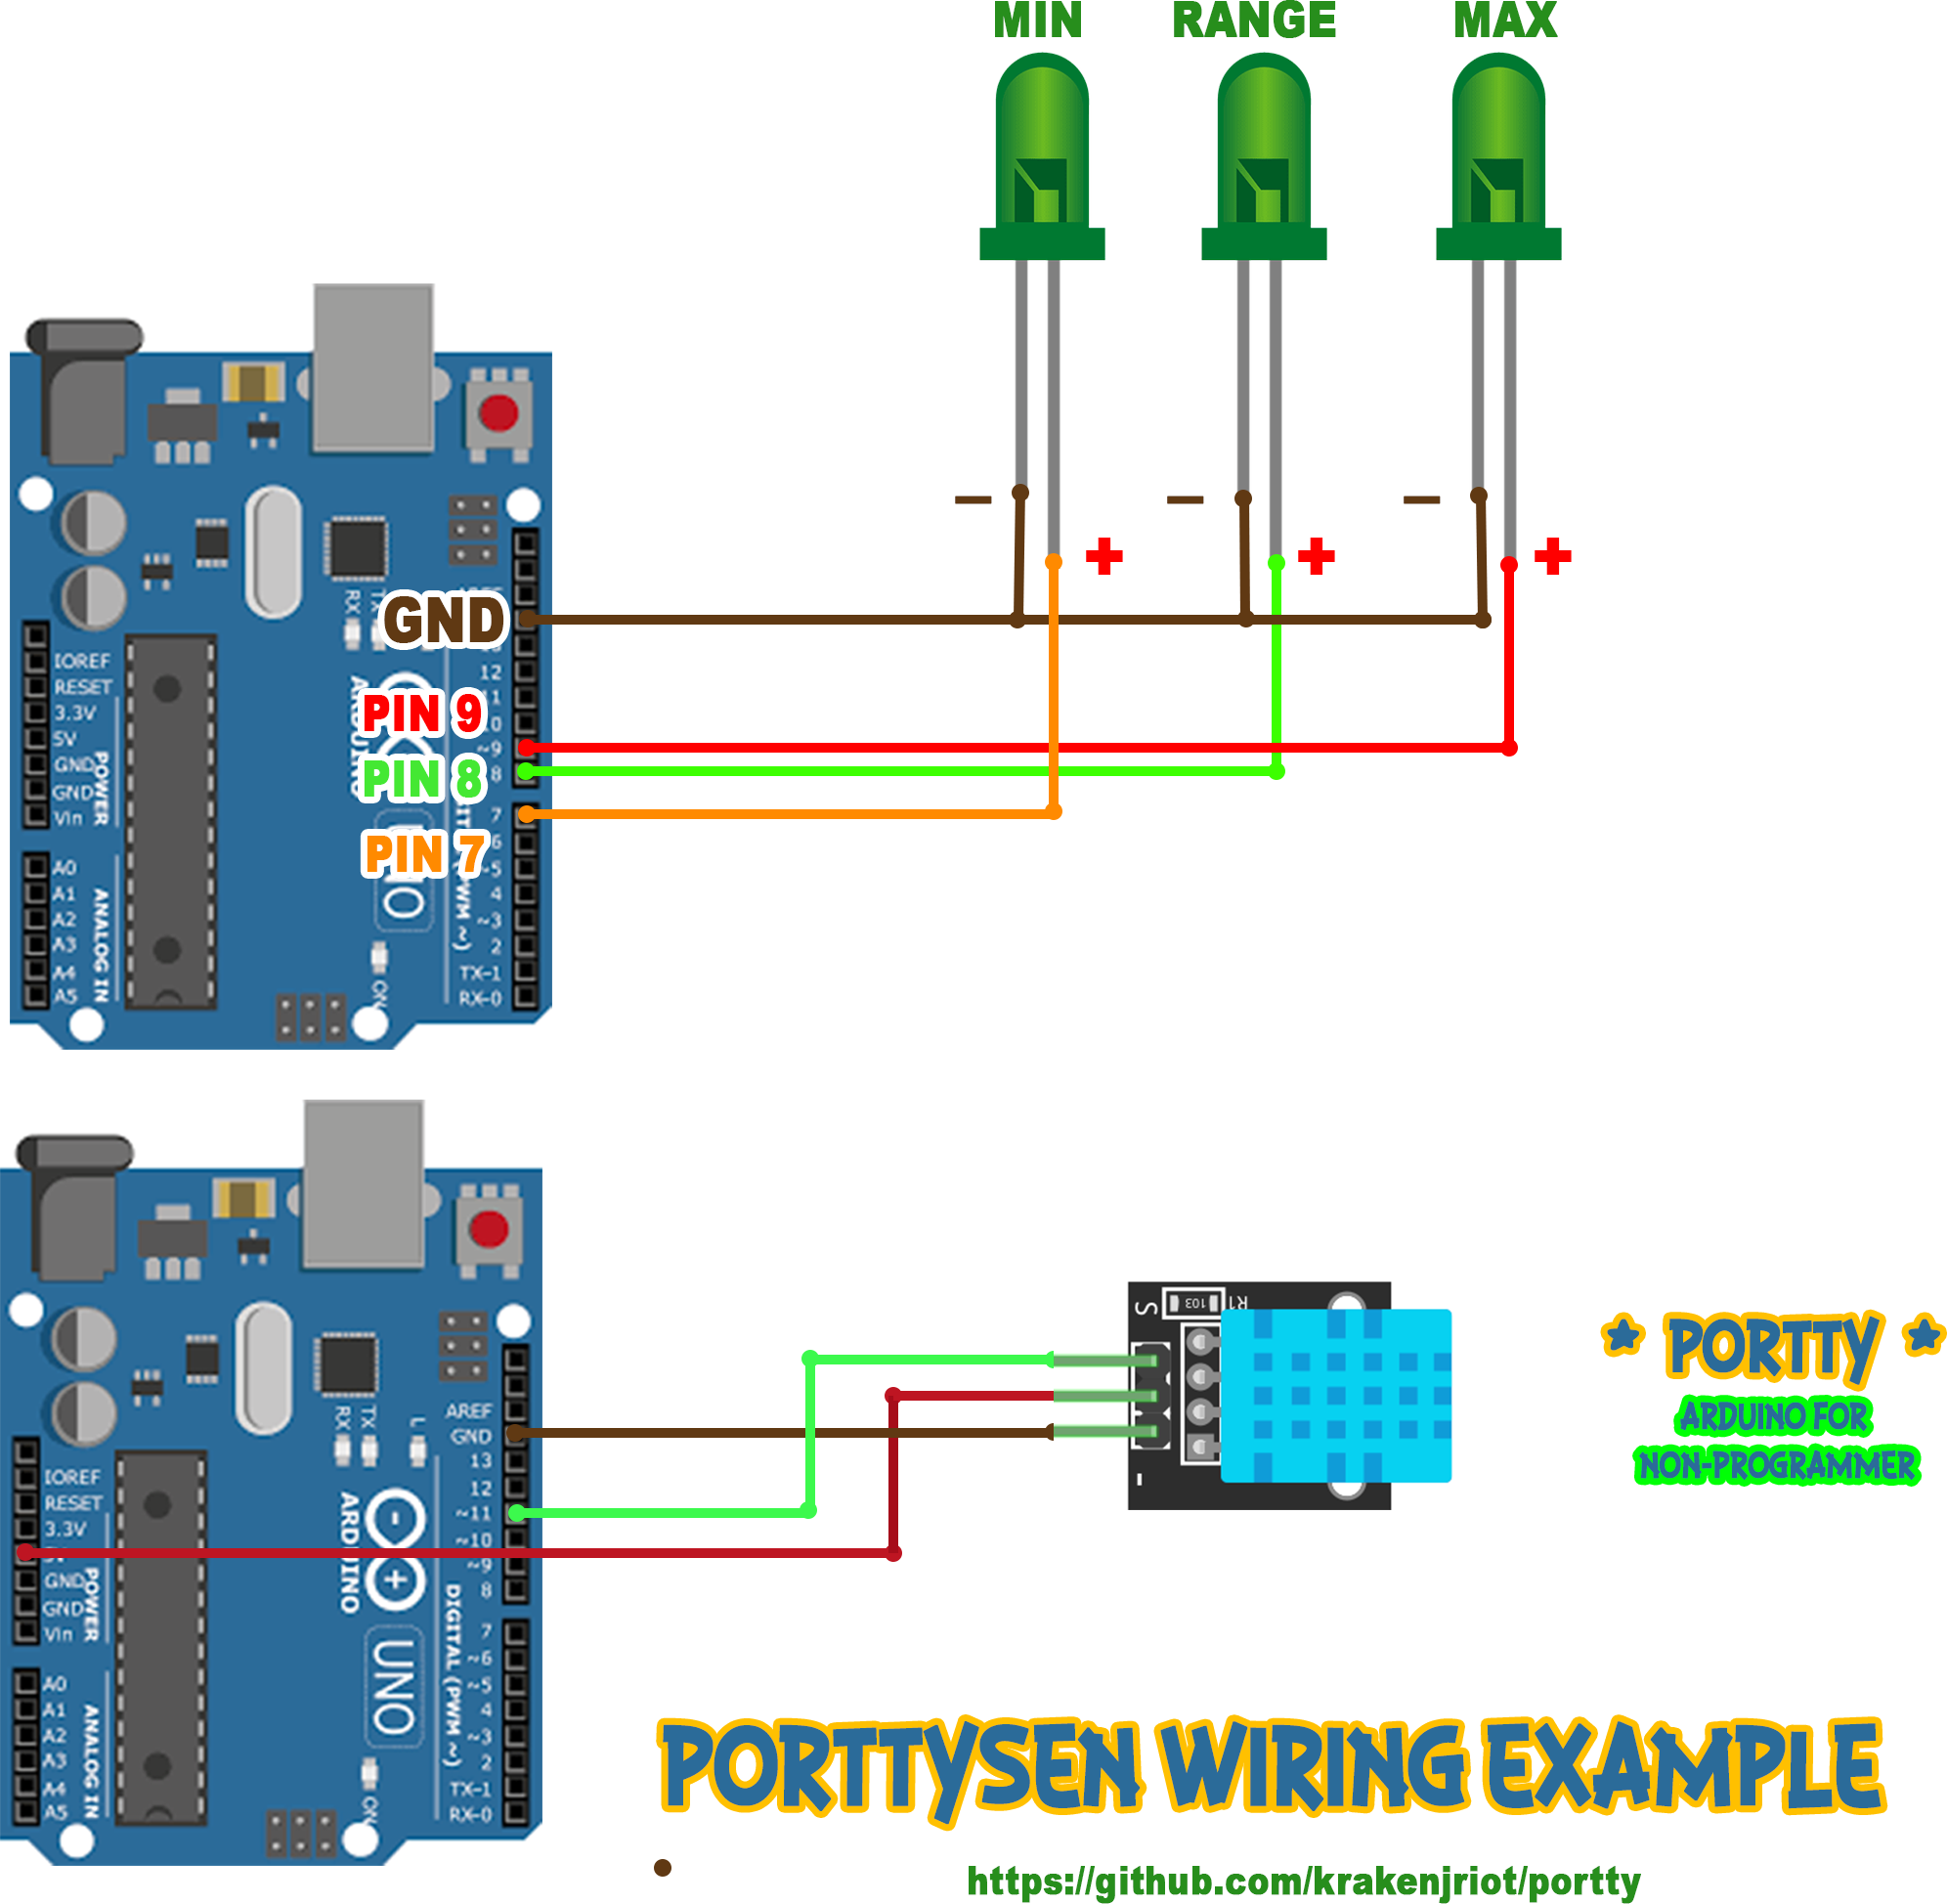 MIN RANGE MAX
RX
TX
GND
12
11
PIN 9
~9
PIN 8
8
7
PIN 7
6
~5
4
~3
2
TX-1
RX-0
IOREF
RESET
3.3V
5V
GND
GND
Vin
POWER
A0
A1
A2
A3
A4
A5
ANALOG IN
ON
RX
TX
L
AREF
GND
13
12
~11
~10
~9
8
7
~6
~5
4
~3
2
TX-1
RX-0
DIGITAL (PWM ~)
ARDUINO
UNO
ON
IOREF
RESET
3.3V
GND
GND
Vin
POWER
A0
A1
A2
A3
A4
A5
ANALOG IN
S
103
R1
-
* PORTTY *
ARDUINO FOR
NON-PROGRAMMER
PORTTYSEN WIRING EXAMPLE
https://github.com/krakenjriot/portty